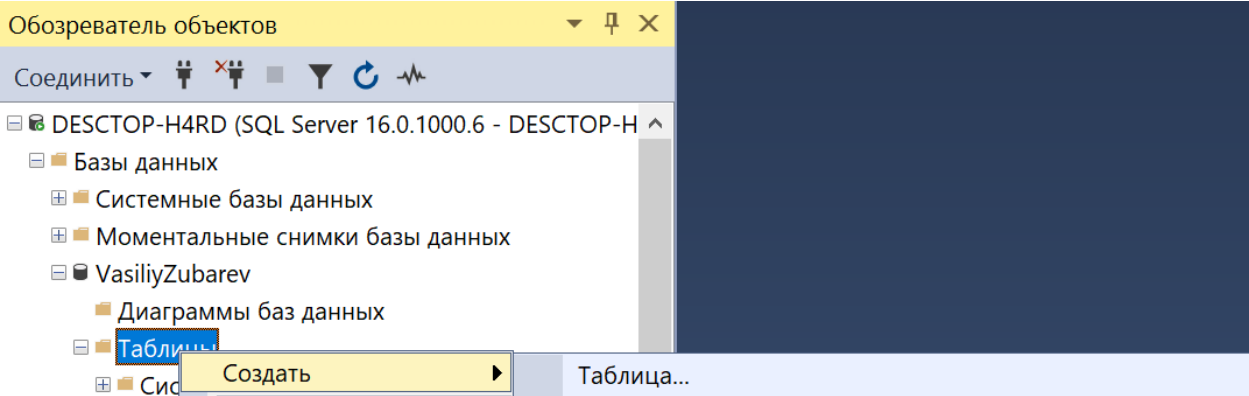 Обозреватель объектов
Соединить
DESCTOP-H4RD (SQL Server 16.0.1000.6 - DESCTOP-H
Базы данных
Системные базы данных
Моментальные снимки базы данных
VasiliyZubarev
Диаграммы баз данных
Таблицы
Создать
Таблица...
Сис